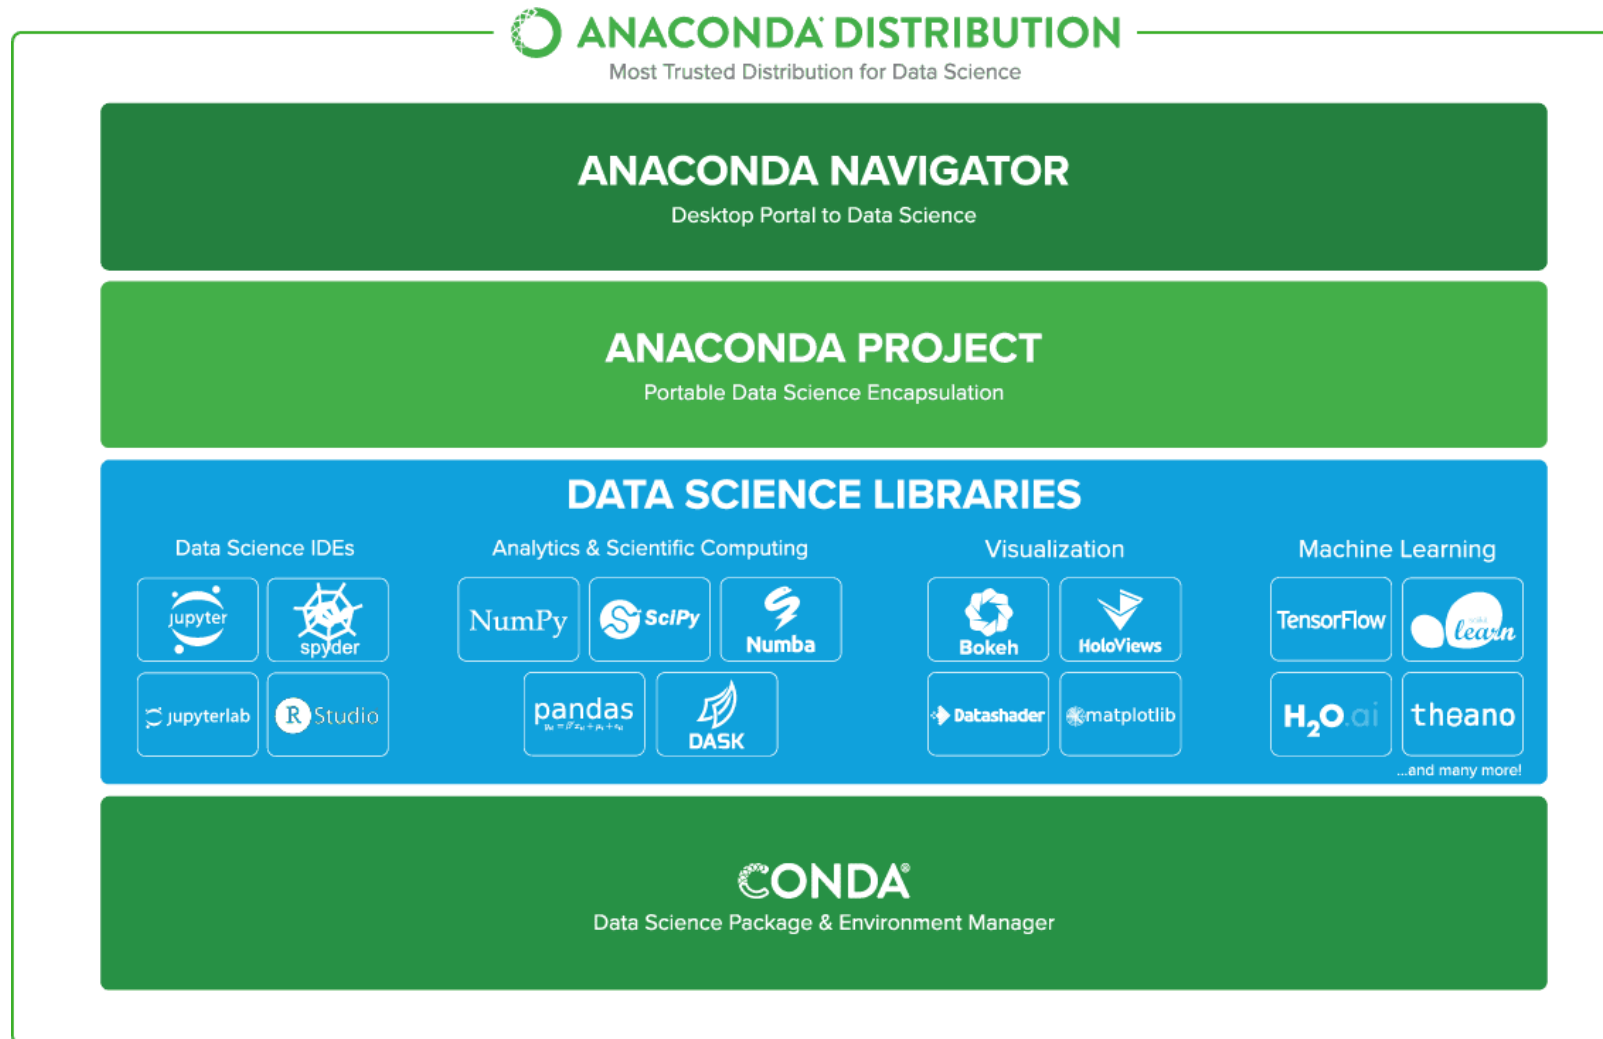 ANACONDA® DISTRIBUTION
Most Trusted Distribution for Data Science
ANACONDA NAVIGATOR
Desktop Portal to Data Science
ANACONDA PROJECT
Portable Data Science Encapsulation
DATA SCIENCE LIBRARIES
Data Science IDEs
jupyter
spyder
jupyterlab
R Studio
Analytics & Scientific Computing
NumPy
SciPy
Numba
pandas
DASK
Visualization
Bokeh
HoloViews
Datashader
matplotlib
Machine Learning
TensorFlow
scikit
learn
H₂O.ai
theano
...and many more!
CONDA®
Data Science Package & Environment Manager